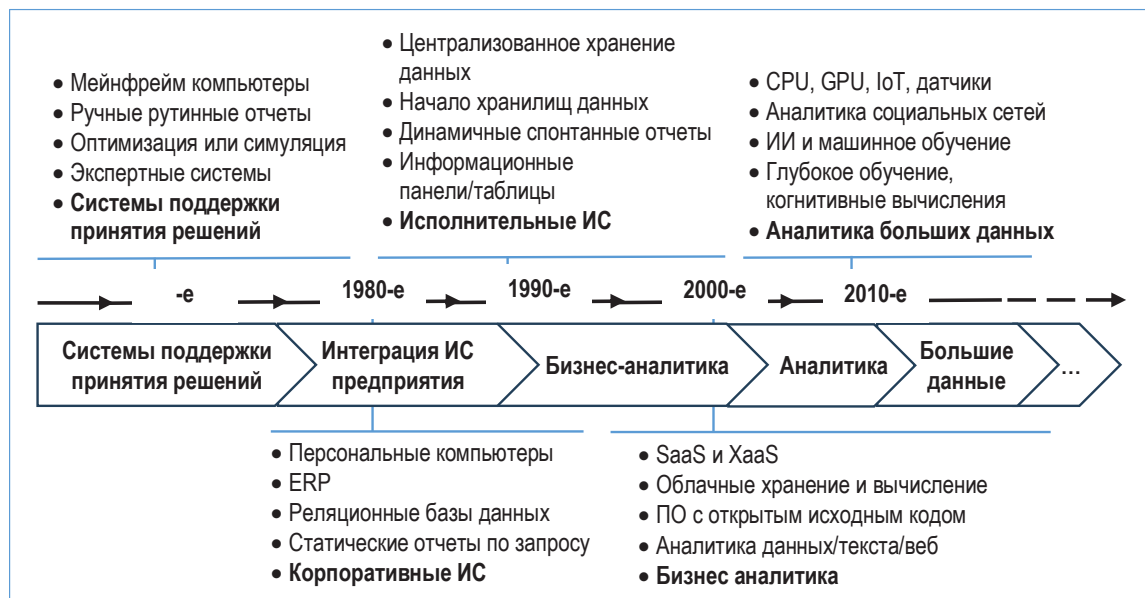 • Мейнфрейм компьютеры
• Ручные рутинные отчеты
• Оптимизация или симуляция
• Экспертные системы
• Системы поддержки
принятия решений
• Централизованное хранение
данных
• Начало хранилищ данных
• Динамичные спонтанные отчеты
• Информационные
панели/таблицы
• Исполнительные ИС
• CPU, GPU, IoT, датчики
• Аналитика социальных сетей
• ИИ и машинное обучение
• Глубокое обучение,
когнитивные вычисления
• Аналитика больших данных
-е 1980-е 1990-е 2000-е 2010-е
Системы поддержки
принятия решений
Интеграция ИС
предприятия
Бизнес-аналитика
Аналитика
Большие
данные
...
• Персональные компьютеры
• ERP
• Реляционные базы данных
• Статические отчеты по запросу
• Корпоративные ИС
• SaaS и XaaS
• Облачные хранение и вычисление
• ПО с открытым исходным кодом
• Аналитика данных/текста/веб
• Бизнес аналитика